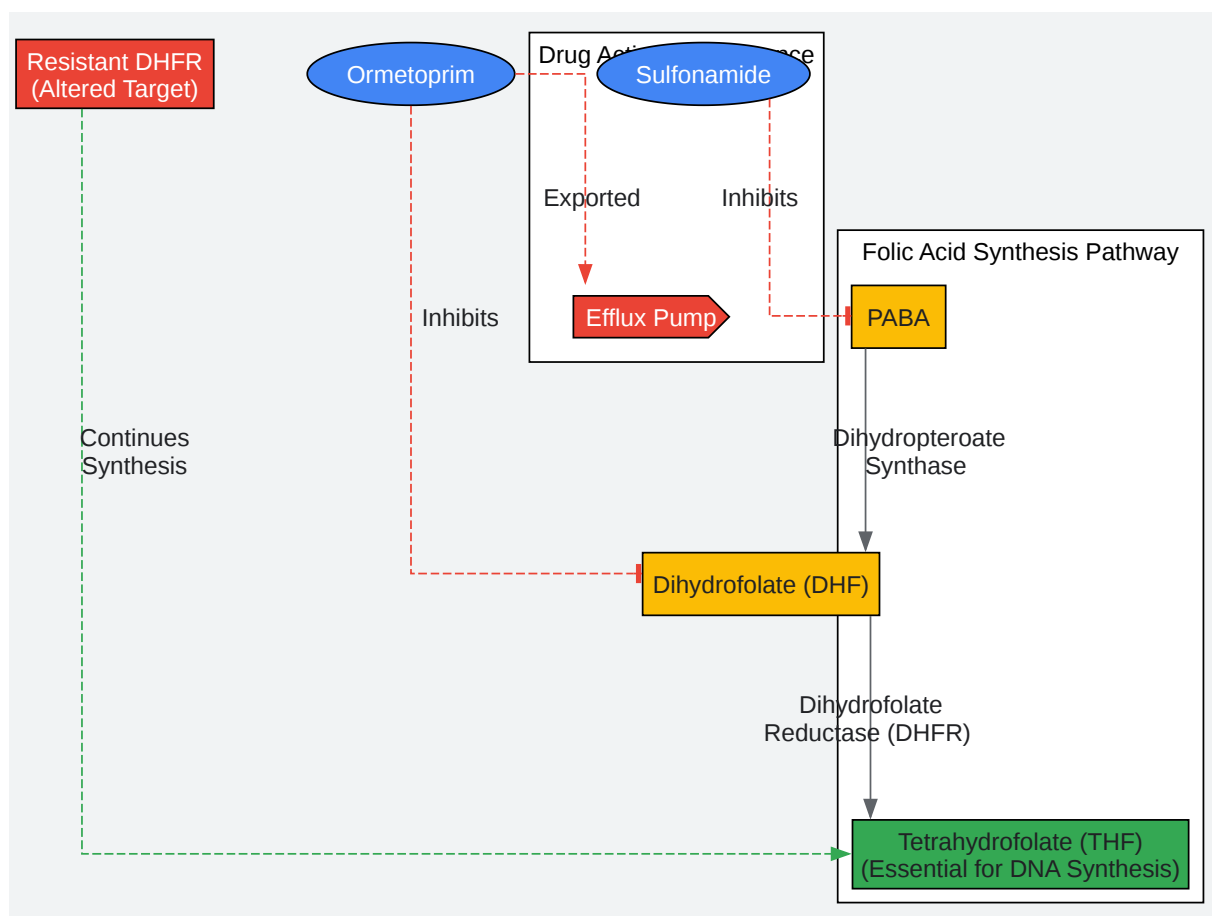 Resistant DHFR
(Altered Target)
Ormetoprim
Drug
Sulfonamide
Exported
Inhibits
Folic Acid Synthesis Pathway
Inhibits
Efflux Pump
PABA
Continues
Synthesis
Dihydropteroate
Synthase
Dihydrofolate (DHF)
Dihydrofolate
Reductase (DHFR)
Tetrahydrofolate (THF)
(Essential for DNA Synthesis)